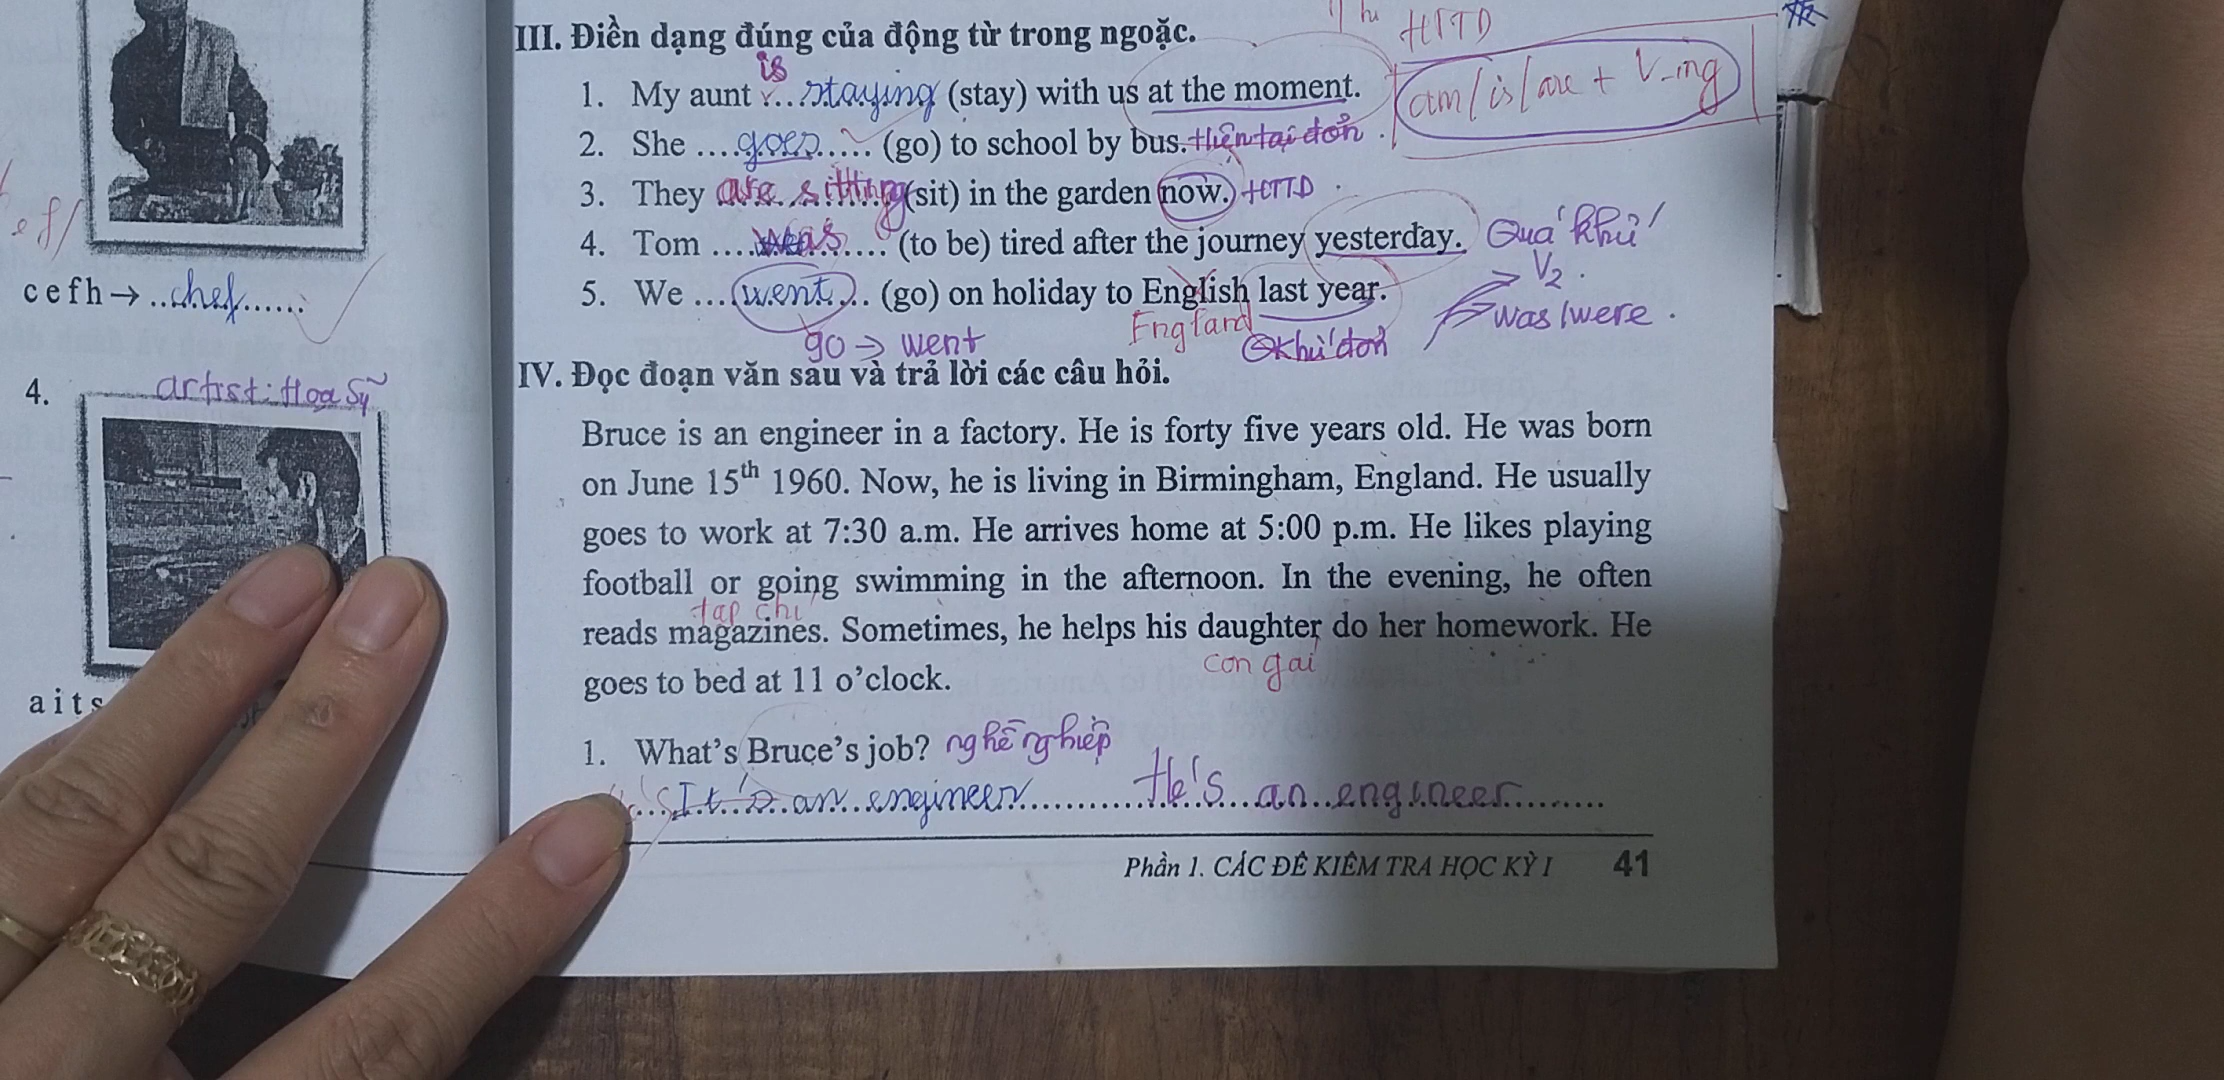 cefh → ..chef......
4.
artist: Hoạ Sỹ
a i t s
HTTD
am/is/are + V-ing
III. Điền dạng đúng của động từ trong ngoặc.
is
1. My aunt ...staying (stay) with us at the moment.
2. She ....goes..... (go) to school by bus. thiện tại đơn
3. They are sitting (sit) in the garden now. HTTD
4. Tom ....was..... (to be) tired after the journey yesterday. Quá khứ
V2
5. We ...went... (go) on holiday to English last year.
was/were
England
go → went
Qkhứ đơn
IV. Đọc đoạn văn sau và trả lời các câu hỏi.
Bruce is an engineer in a factory. He is forty five years old. He was born
on June 15th 1960. Now, he is living in Birmingham, England. He usually
goes to work at 7:30 a.m. He arrives home at 5:00 p.m. He likes playing
football or going swimming in the afternoon. In the evening, he often
tạp chí
reads magazines. Sometimes, he helps his daughter do her homework. He
con gái
goes to bed at 11 o'clock.
1. What's Bruce's job? nghề nghiệp
It's an engineer He's an engineer
Phần 1. CÁC ĐỀ KIỂM TRA HỌC KỲ I 41